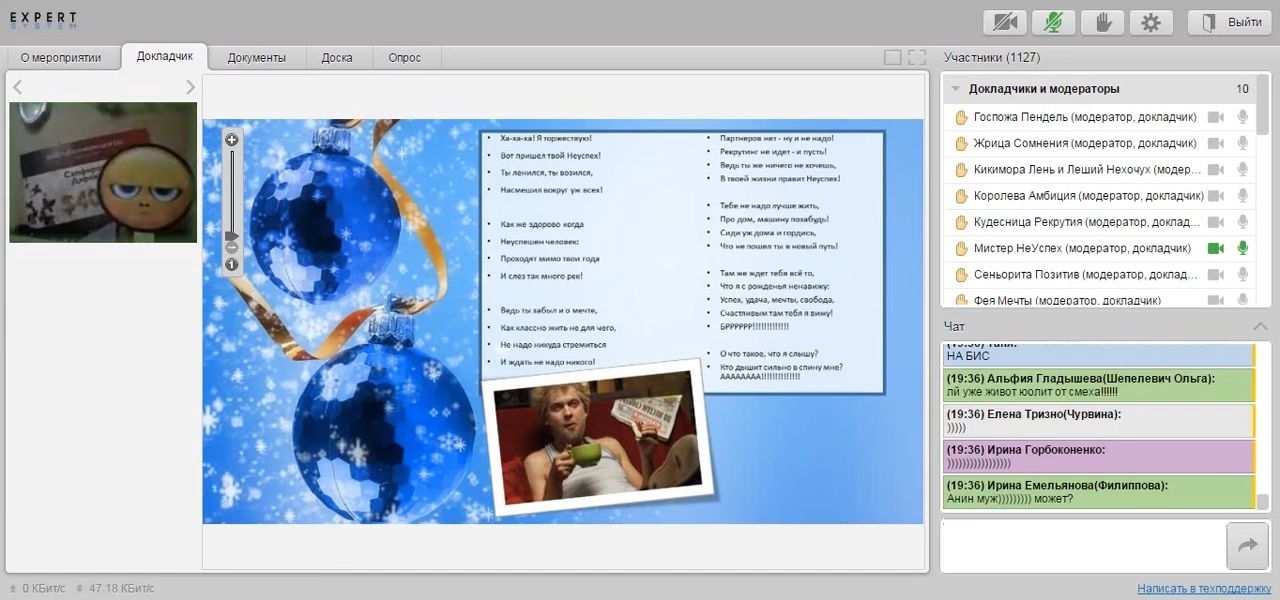 EXPERT
SYSTEM
Выйти
О мероприятии
Докладчик
Документы
Доска
Опрос
Участники (1127)
Докладчики и модераторы 10
Госпожа Пендель (модератор, докладчик)
Жрица Сомнения (модератор, докладчик)
Кикимора Лень и Леший Нехочух (модер...
Королева Амбиция (модератор, докладчик)
Кудесница Рекрутия (модератор, доклад...
Мистер НеУспех (модератор, докладчик)
Сеньорита Позитив (модератор, доклад...
Фея Мечты (модератор, докладчик)
$40
• Ха-ха-ха! Я торжествую!
• Вот пришел твой Неуспех!
• Ты ленился, ты возился,
• Насмешил вокруг уж всех!
• Как же здорово когда
• Неуспешен человек:
• Проходят мимо твои года
• И слез так много рек!
• Ведь ты забыл и о мечте,
• Как классно жить не для чего,
• Не надо никуда стремиться
• И ждать не надо никого!
• Партнеров нет - ну и не надо!
• Рекрутинг не идет - и пусть!
• Ведь ты же ничего не хочешь,
• В твоей жизни правит Неуспех!
• Тебе не надо лучше жить,
• Про дом, машину позабудь!
• Сиди уж дома и гордись,
• Что не пошел ты в новый путь!
• Там же ждет тебя всё то,
• Что я с рожденья ненавижу:
• Успех, удача, мечты, свобода,
• Счастливым там тебя я вижу!
• БРРРРРР!!!!!!!!!!!!!
• О что такое, что я слышу?
• Кто дышит сильно в спину мне?
АААААААА!!!!!!!!!!!!!!
1
Чат
(19:36) Таня:
НА БИС
(19:36) Альфия Гладышева(Шепелевич Ольга):
лй уже живот юолит от смеха!!!!!!
(19:36) Елена Тризно(Чурвина):
)))))
(19:36) Ирина Горбоконенко:
)))))))))))))))))
(19:36) Ирина Емельянова(Филиппова):
Анин муж))))))))) может?
0 КБит/с 47.18 КБит/с
Написать в техподдержку